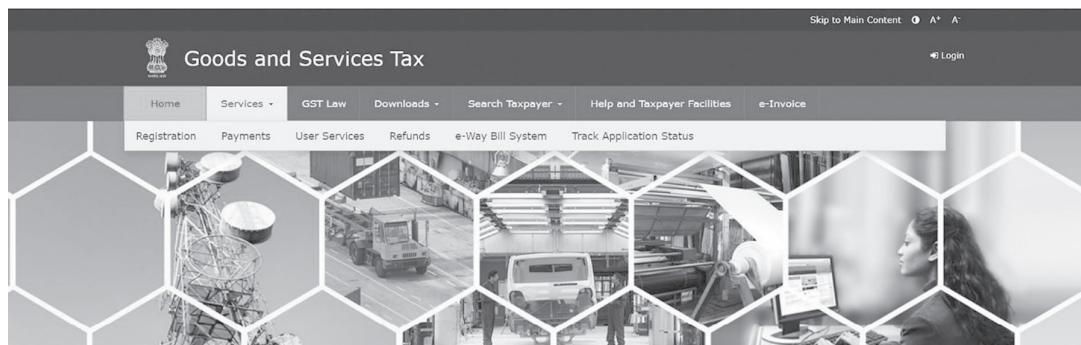 Skip to Main Content A+ A-
Goods and Services Tax
Login
Home Services GST Law Downloads Search Taxpayer Help and Taxpayer Facilities e-Invoice
Registration Payments User Services Refunds e-Way Bill System Track Application Status